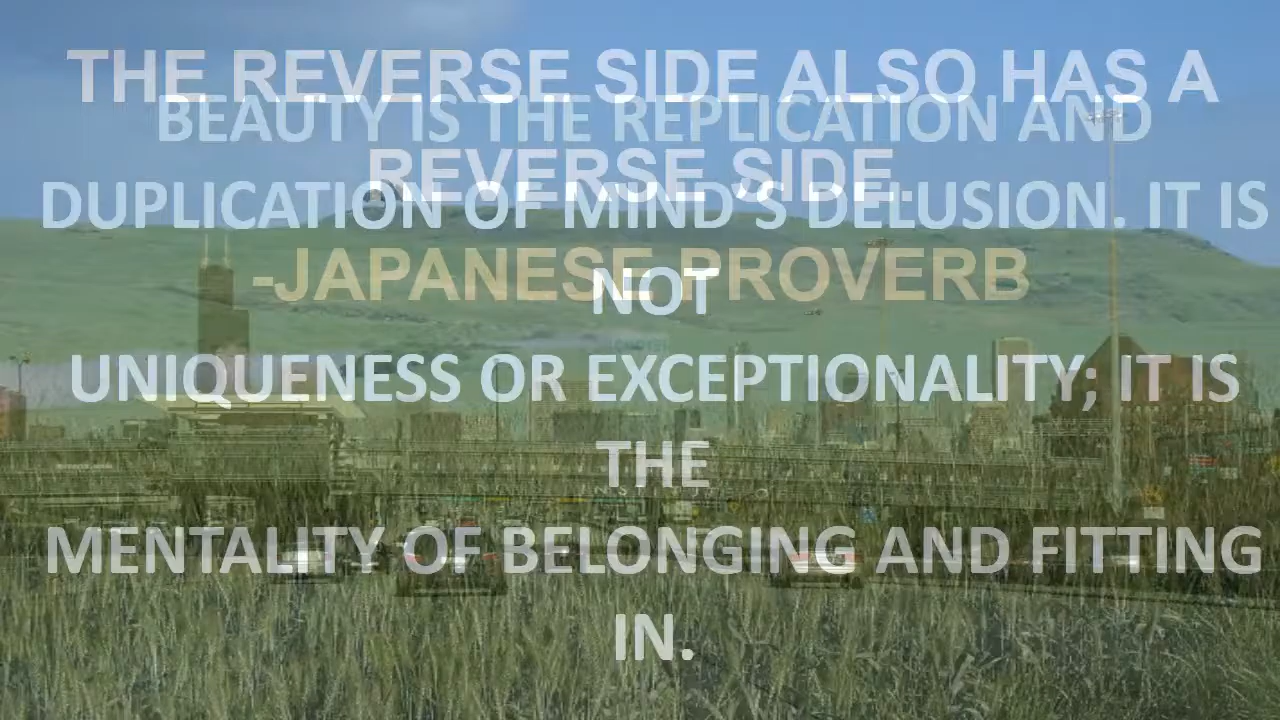 THE REVERSE SIDE ALSO HAS A
REVERSE SIDE.
-JAPANESE PROVERB
BEAUTY IS THE REPLICATION AND
DUPLICATION OF MIND'S DELUSION. IT IS
NOT
UNIQUENESS OR EXCEPTIONALITY; IT IS
THE
MENTALITY OF BELONGING AND FITTING
IN.